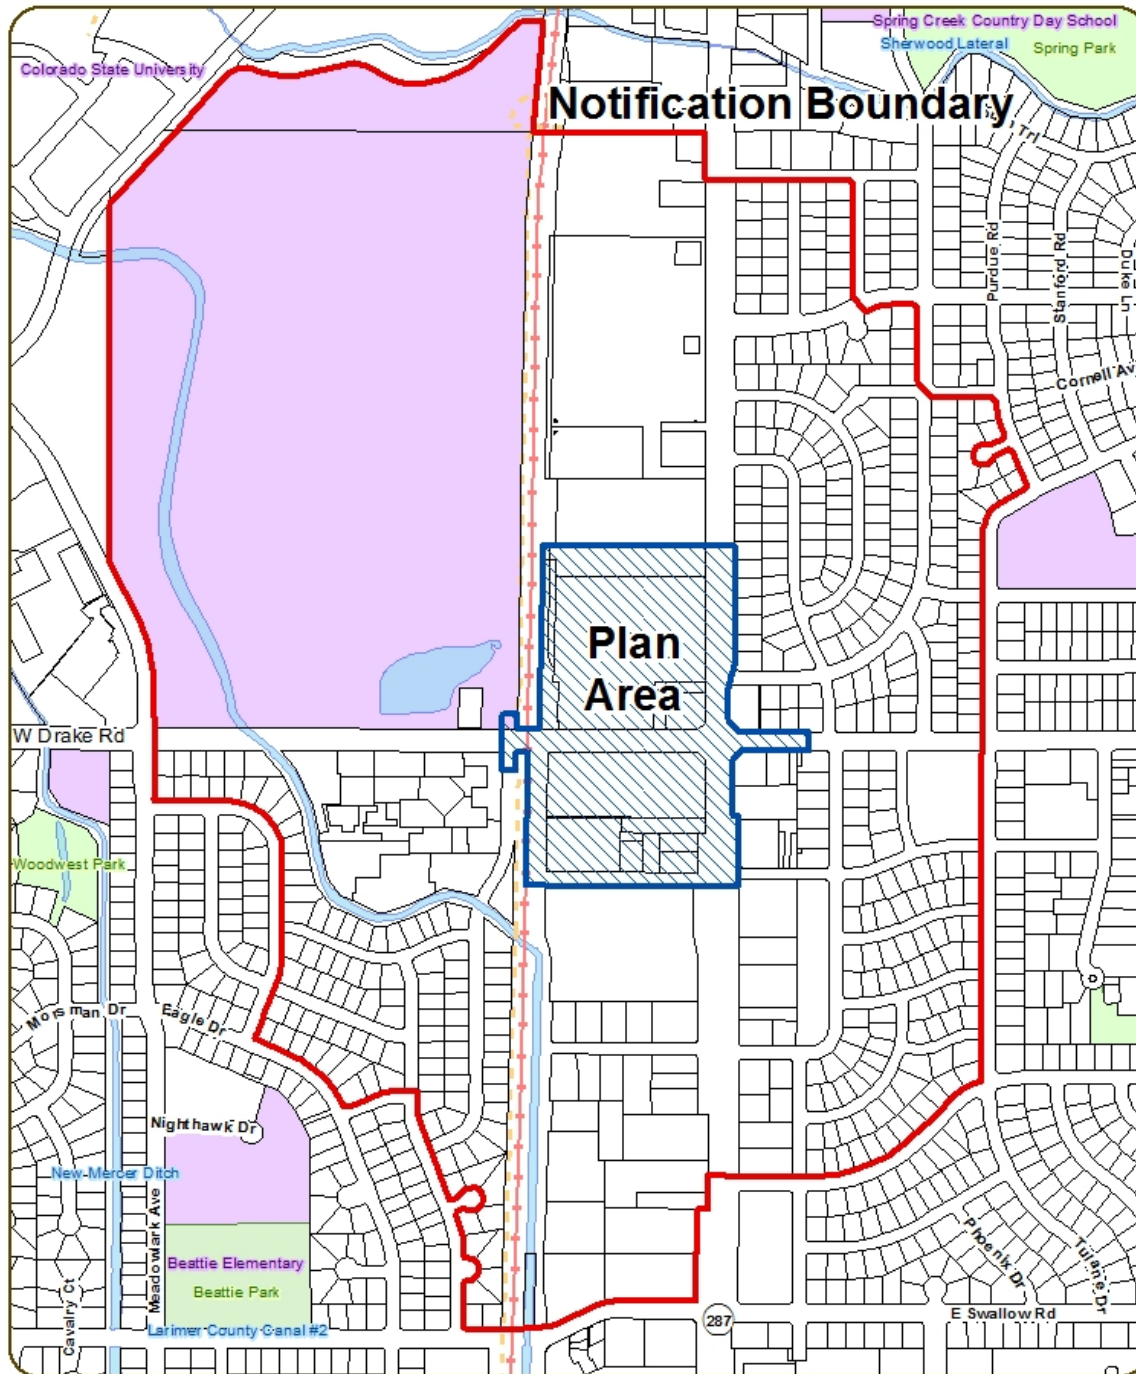 Spring Creek Country Day School
Sherwood Lateral
Spring Park
Colorado State University
Notification Boundary
Trl
Purdue Rd
Stanford Rd
Duke Ln
Cornell Av
Plan
Area
W Drake Rd
Woodwest Park
Morsman Dr
Eagle Dr
Nighthawk Dr
New Mercer Ditch
Meadowlark Ave
Cavalry Ct
Beattie Elementary
Beattie Park
Larimer County Canal #2
Phoenix Dr
Tulane Dr
287
E Swallow Rd